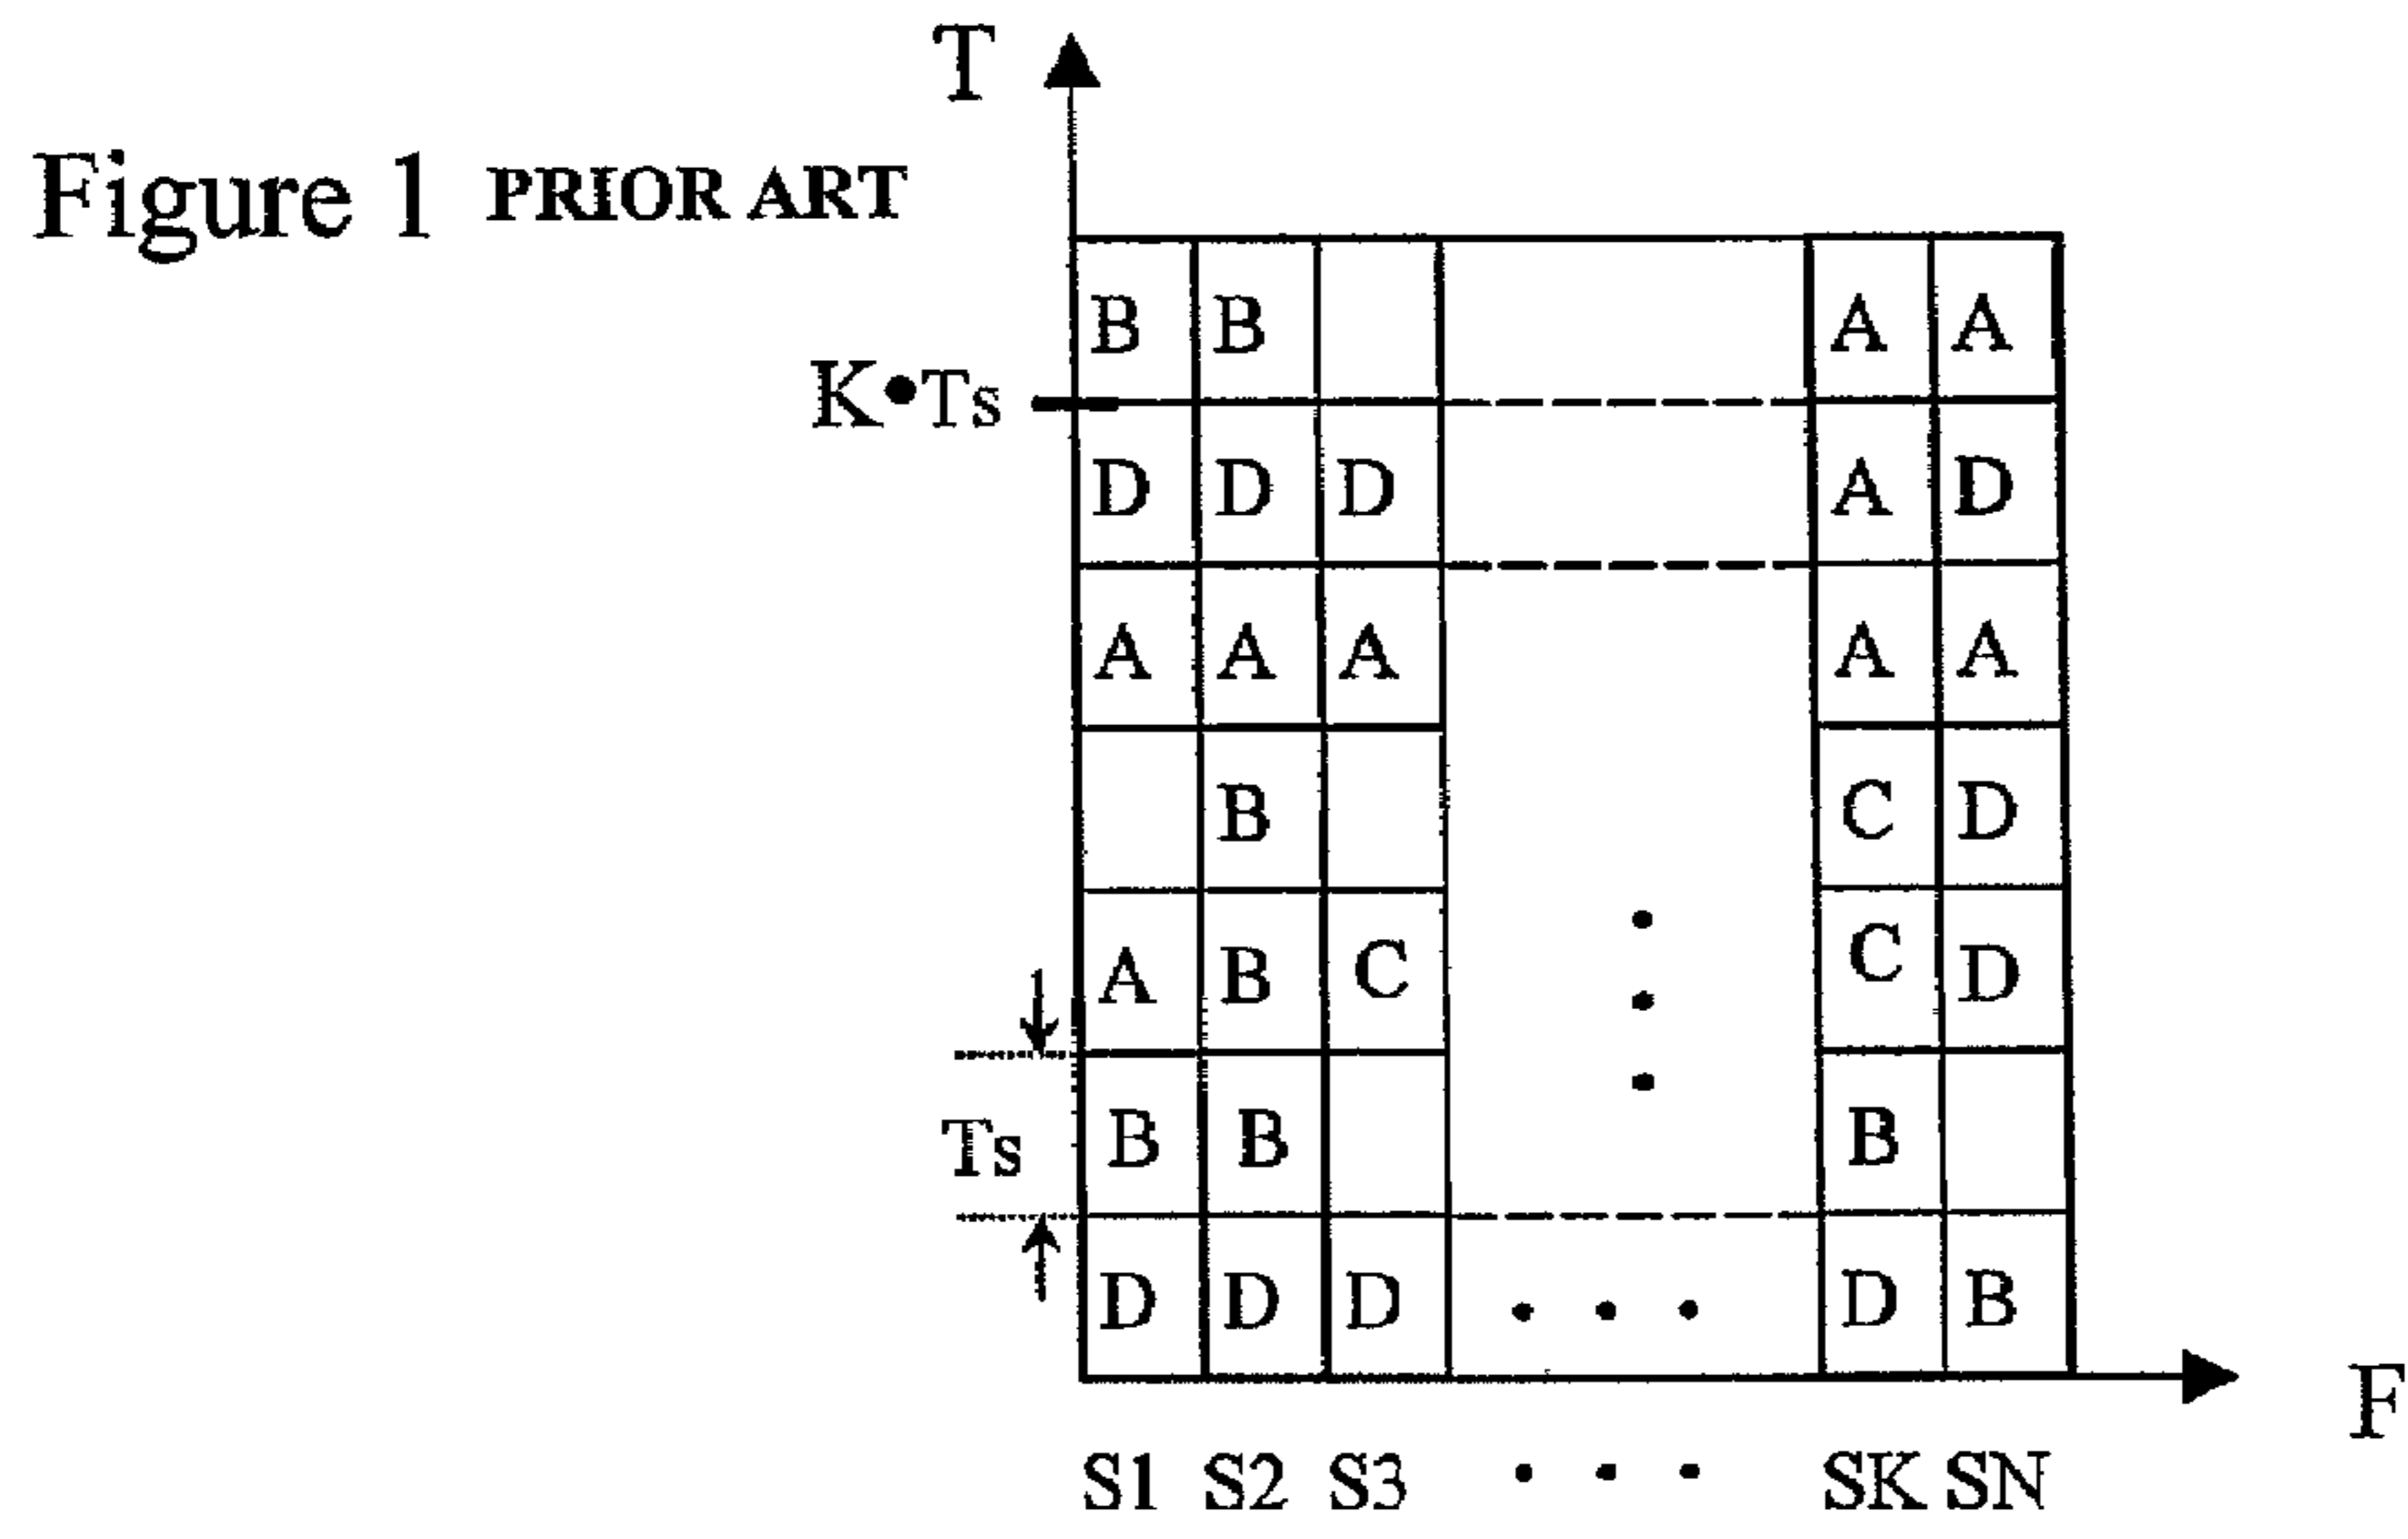 T
Figure 1 PRIOR ART
B B A A
K•Ts
D D D A D
A A A A A
B C D
A B C C D
Ts
B B B
D D D • • • D B
F
S1 S2 S3 • • • SK SN